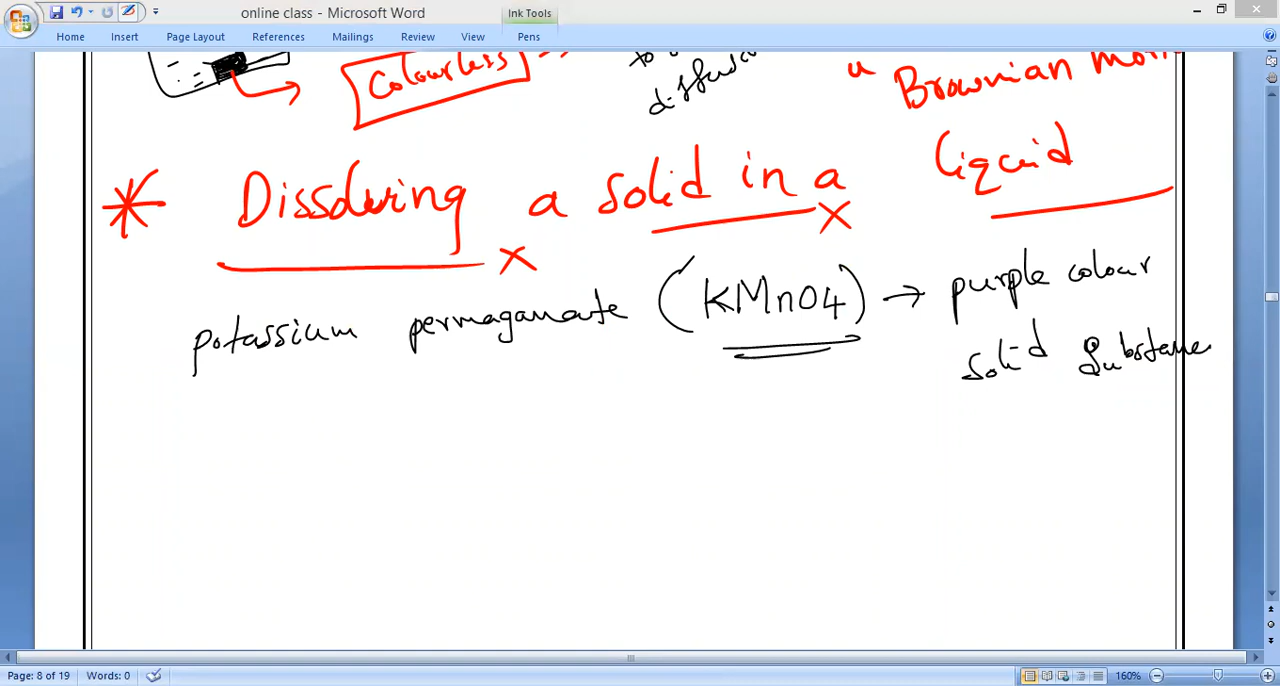 online class - Microsoft Word
Ink Tools
Home Insert Page Layout References Mailings Review View Pens
Colourless
Brownian
* Dissolving a solid in a liquid
potassium permaganate (KMnO4) → purple colour
solid substance
Page: 8 of 19 Words: 0
160%